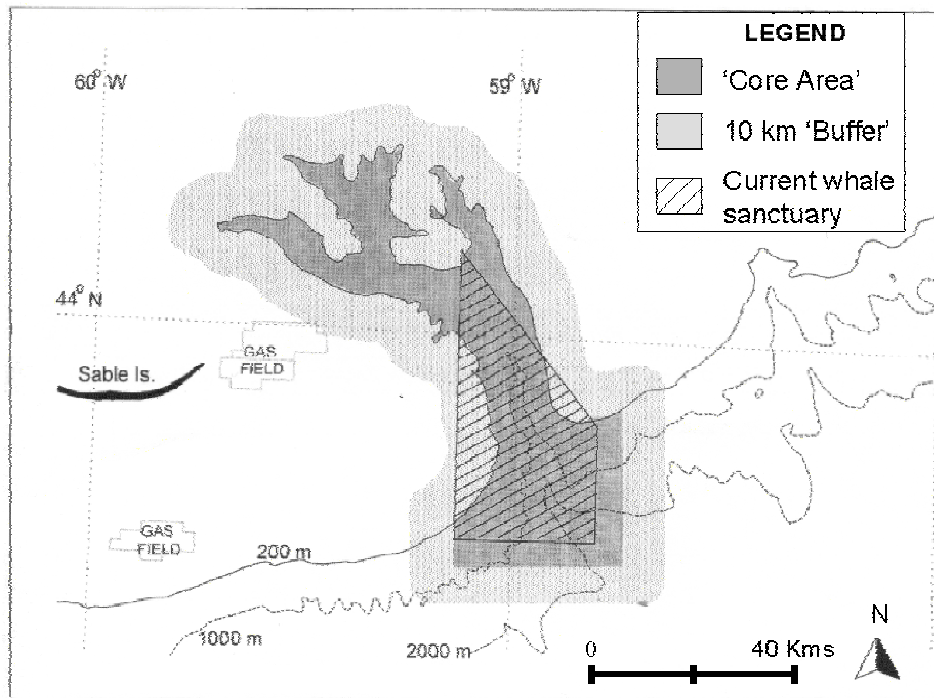 LEGEND
'Core Area'
10 km 'Buffer'
Current whale
sanctuary
60° W
59° W
44° N
GAS
FIELD
Sable Is.
GAS
FIELD
200 m
1000 m
2000 m
0 40 Kms
N